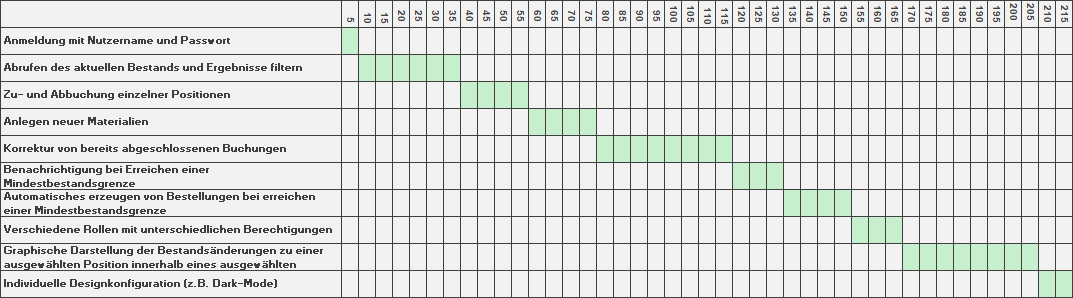 5 10 15 20 25 30 35 40 45 50 55 60 65 70 75 80 85 90 95 100 105 110 115 120 125 130 135 140 145 150 155 160 165 170 175 180 185 190 195 200 205 210 215
Anmeldung mit Nutzername und Passwort
Abrufen des aktuellen Bestands und Ergebnisse filtern
Zu- und Abbuchung einzelner Positionen
Anlegen neuer Materialien
Korrektur von bereits abgeschlossenen Buchungen
Benachrichtigung bei Erreichen einer
Mindestbestandsgrenze
Automatisches erzeugen von Bestellungen bei erreichen
einer Mindestbestandsgrenze
Verschiedene Rollen mit unterschiedlichen Berechtigungen
Graphische Darstellung der Bestandsänderungen zu einer
ausgewählten Position innerhalb eines ausgewählten
Individuelle Designkonfiguration (z.B. Dark-Mode)